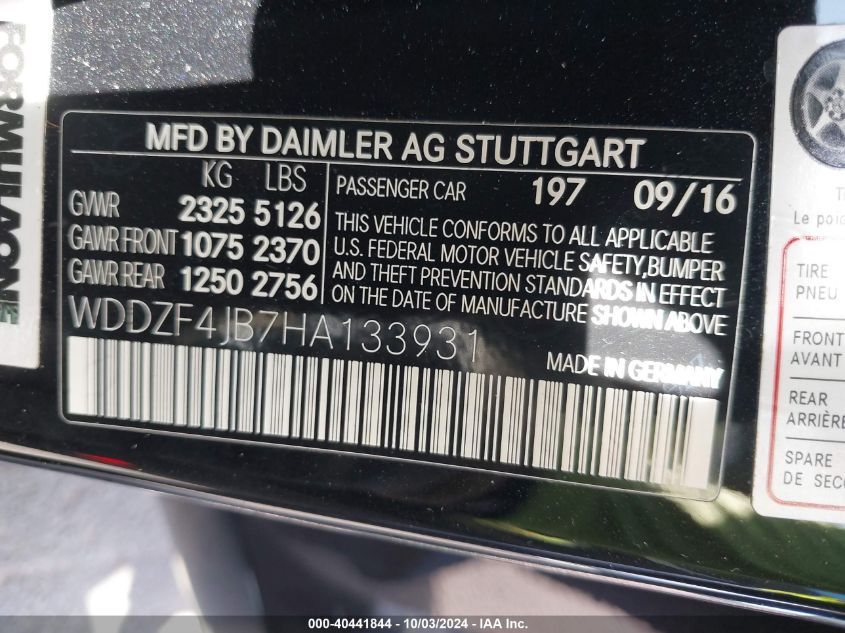 FORMULAONE
MFD BY DAIMLER AG STUTTGART
KG LBS
GVWR 2325 5126
GAWR FRONT 1075 2370
GAWR REAR 1250 2756
PASSENGER CAR 197 09/16
THIS VEHICLE CONFORMS TO ALL APPLICABLE
U.S. FEDERAL MOTOR VEHICLE SAFETY, BUMPER
AND THEFT PREVENTION STANDARDS IN EFFECT
ON THE DATE OF MANUFACTURE SHOWN ABOVE
WDDZF4JB7HA133931
MADE IN GERMANY
Le
TIRE
PNEU
FRONT
AVANT
REAR
ARRIÈRE
SPARE
DE
000-40441844 | 10/03/2024 - IAA, Inc.